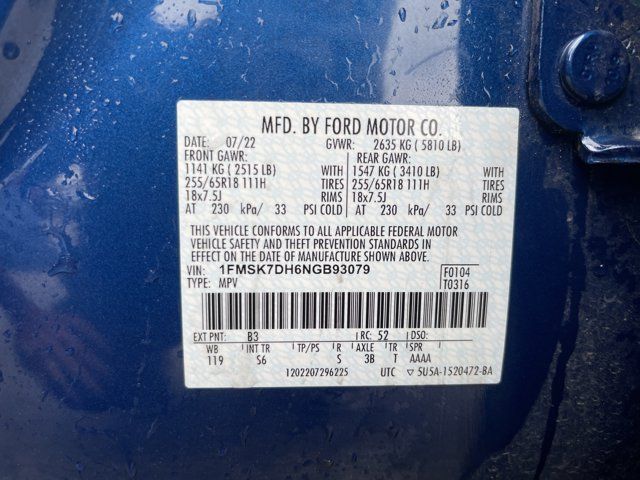 MFD. BY FORD MOTOR CO.
DATE: 07/22 GVWR: 2635 KG ( 5810 LB)
FRONT GAWR: REAR GAWR:
1141 KG ( 2515 LB) WITH 1547 KG ( 3410 LB) WITH
255/65R18 111H TIRES 255/65R18 111H TIRES
18x7.5J RIMS 18x7.5J RIMS
AT 230 kPa/ 33 PSI COLD AT 230 kPa/ 33 PSI COLD
THIS VEHICLE CONFORMS TO ALL APPLICABLE FEDERAL MOTOR
VEHICLE SAFETY AND THEFT PREVENTION STANDARDS IN
EFFECT ON THE DATE OF MANUFACTURE SHOWN ABOVE.
VIN: 1FMSK7DH6NGB93079 F0104
TYPE: MPV T0316
EXT PNT: B3 RC: 52 DSO:
WB INT TR TP/PS R AXLE TR SPR
119 S6 S 3B T AAAA
1202207296225 UTC ▽ 5U5A-1520472-BA